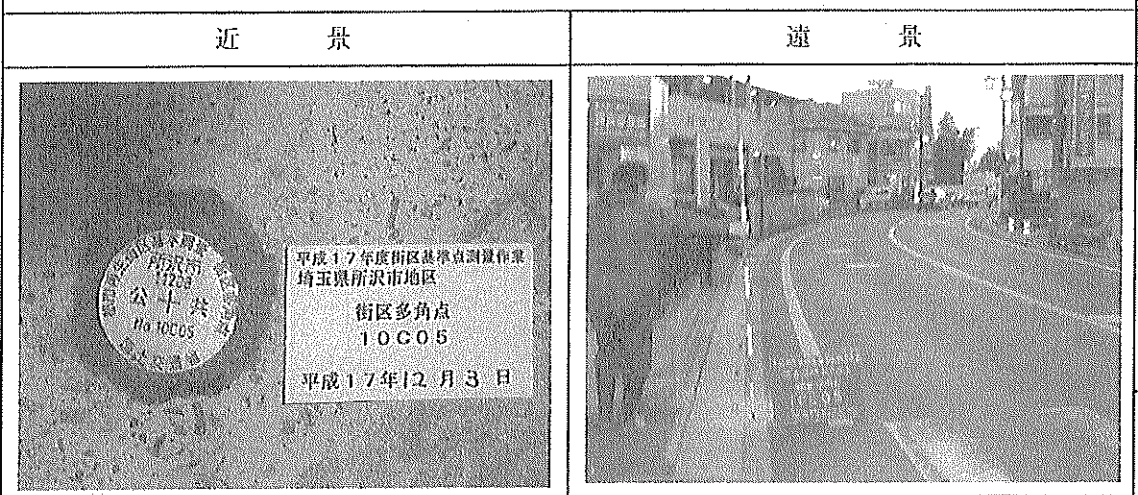 近 景
遠 景
所沢市
11208
公 共
No.10C05
平成17年度街区基準点測量作業
埼玉県所沢市地区
街区多角点
10C05
平成17年12月3日